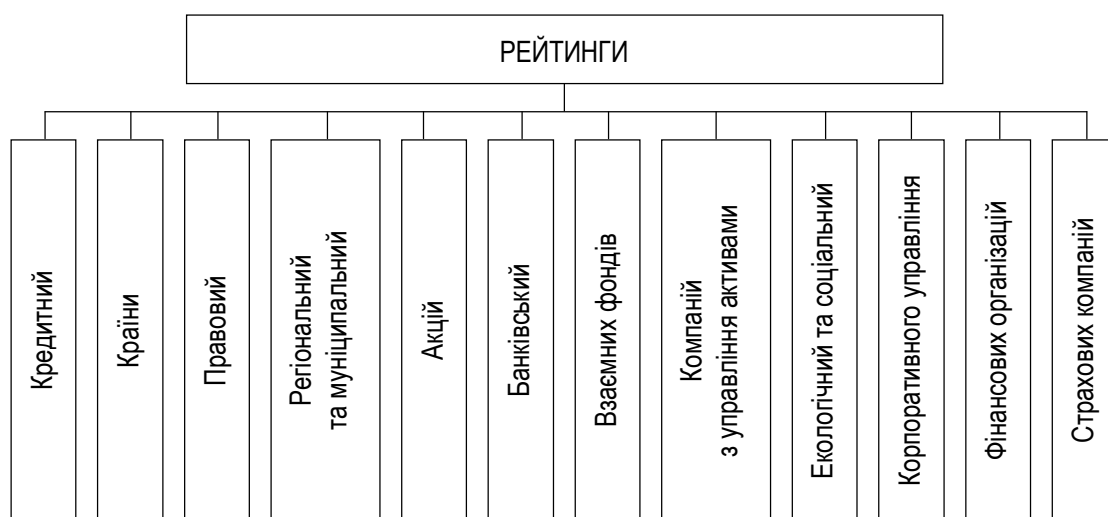 РЕЙТИНГИ
Кредитний
Країни
Правовий
Регіональний
та муніципальний
Акцій
Банківський
Взаємних фондів
Компаній
з управління активами
Екологічний та соціальний
Корпоративного управління
Фінансових організацій
Страхових компаній